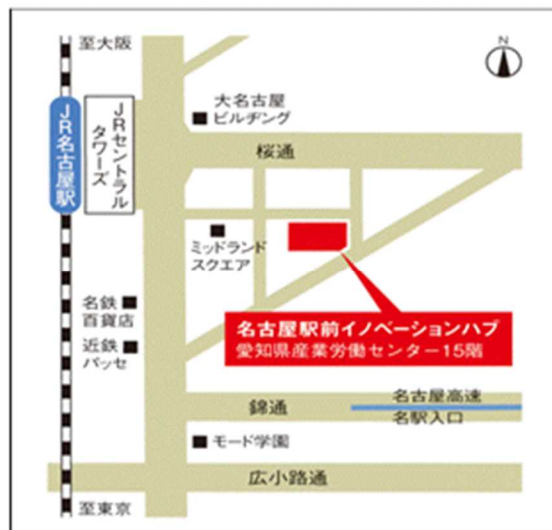 至大阪
N
大名古屋
ビルヂング
JR名古屋駅
JRセントラル
タワーズ
桜通
ミッドランド
スクエア
名鉄
百貨店
名古屋駅前イノベーションハブ
愛知県産業労働センター15階
近鉄
パッセ
名古屋高速
錦通
名駅入口
モード学園
広小路通
至東京